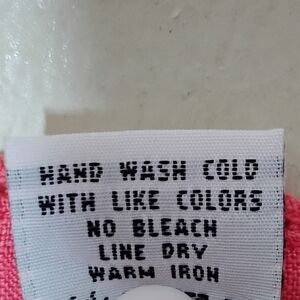 HAND WASH COLD
WITH LIKE COLORS
NO BLEACH
LINE DRY
WARM IRON